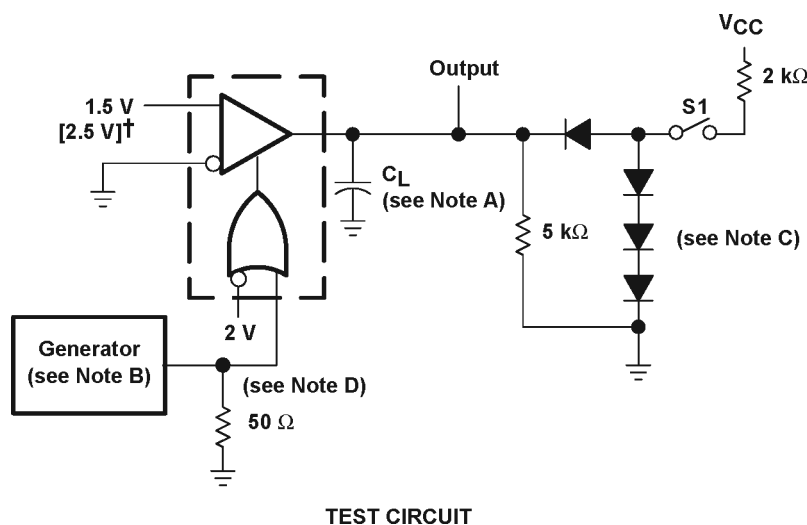 VCC
2 kΩ
Output
S1
1.5 V
[2.5 V]†
CL
(see Note A)
5 kΩ
(see Note C)
2 V
Generator
(see Note B)
(see Note D)
50 Ω
TEST CIRCUIT